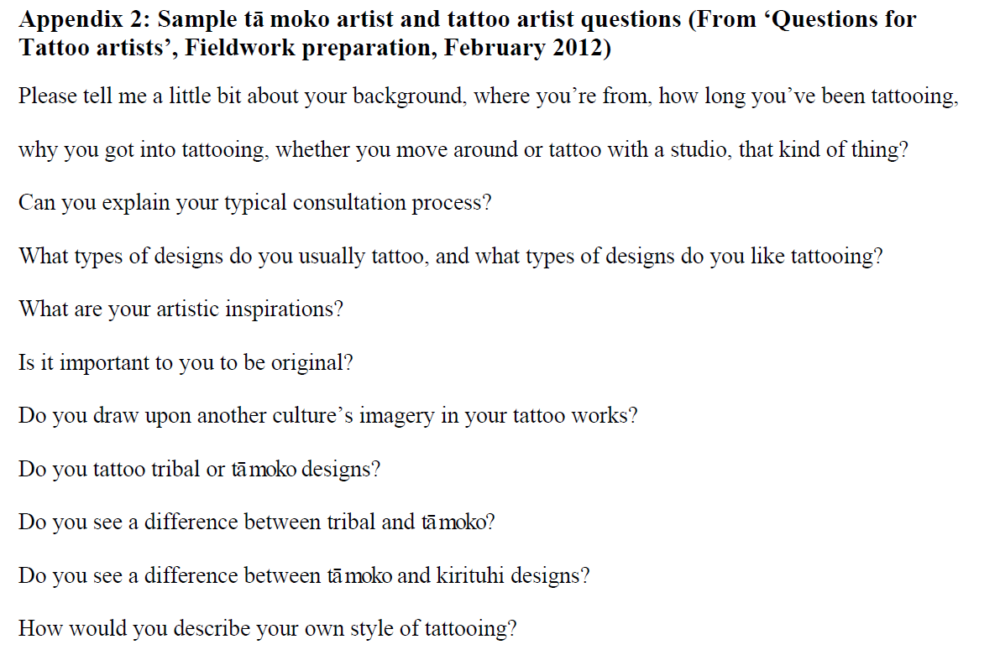 Appendix 2: Sample tā moko artist and tattoo artist questions (From ‘Questions for
Tattoo artists’, Fieldwork preparation, February 2012)
Please tell me a little bit about your background, where you’re from, how long you’ve been tattooing,
why you got into tattooing, whether you move around or tattoo with a studio, that kind of thing?
Can you explain your typical consultation process?
What types of designs do you usually tattoo, and what types of designs do you like tattooing?
What are your artistic inspirations?
Is it important to you to be original?
Do you draw upon another culture’s imagery in your tattoo works?
Do you tattoo tribal or tā moko designs?
Do you see a difference between tribal and tā moko?
Do you see a difference between tā moko and kirituhi designs?
How would you describe your own style of tattooing?